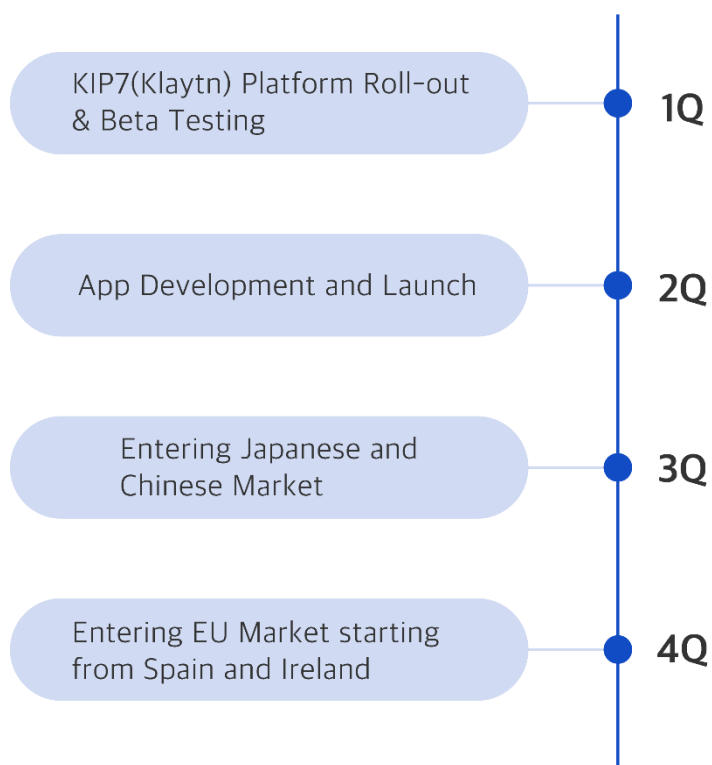 KIP7(Klaytn) Platform Roll-out
& Beta Testing
1Q
App Development and Launch
2Q
Entering Japanese and
Chinese Market
3Q
Entering EU Market starting
from Spain and Ireland
4Q